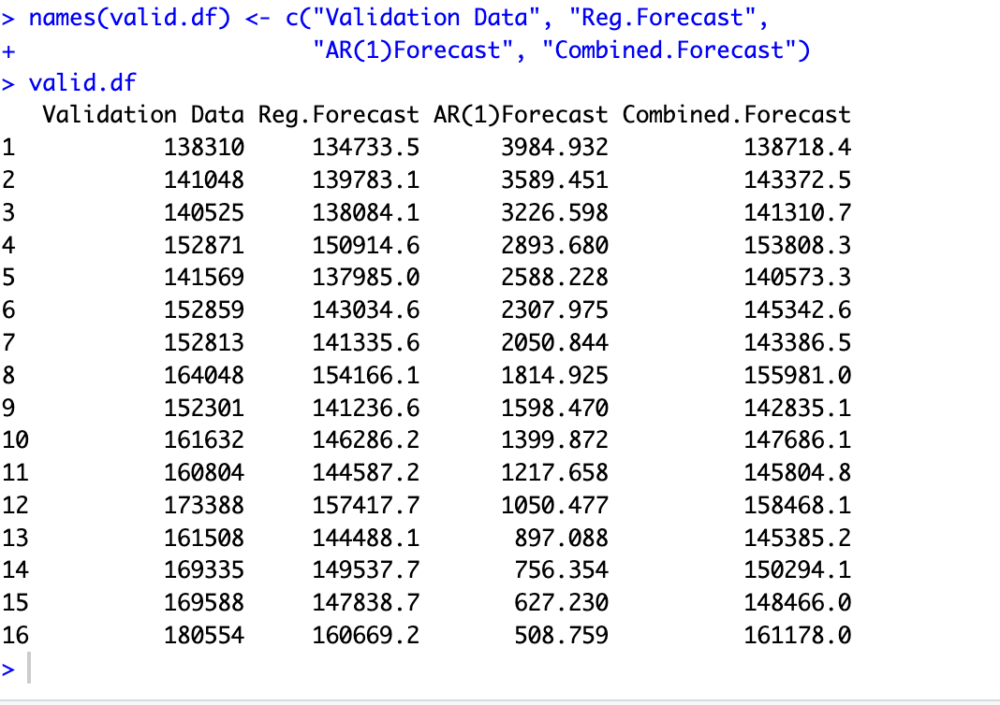 > names(valid.df) <- c("Validation Data", "Reg.Forecast",
+                     "AR(1)Forecast", "Combined.Forecast")
> valid.df
   Validation Data Reg.Forecast AR(1)Forecast Combined.Forecast
1           138310     134733.5      3984.932          138718.4
2           141048     139783.1      3589.451          143372.5
3           140525     138084.1      3226.598          141310.7
4           152871     150914.6      2893.680          153808.3
5           141569     137985.0      2588.228          140573.3
6           152859     143034.6      2307.975          145342.6
7           152813     141335.6      2050.844          143386.5
8           164048     154166.1      1814.925          155981.0
9           152301     141236.6      1598.470          142835.1
10          161632     146286.2      1399.872          147686.1
11          160804     144587.2      1217.658          145804.8
12          173388     157417.7      1050.477          158468.1
13          161508     144488.1       897.088          145385.2
14          169335     149537.7       756.354          150294.1
15          169588     147838.7       627.230          148466.0
16          180554     160669.2       508.759          161178.0
>